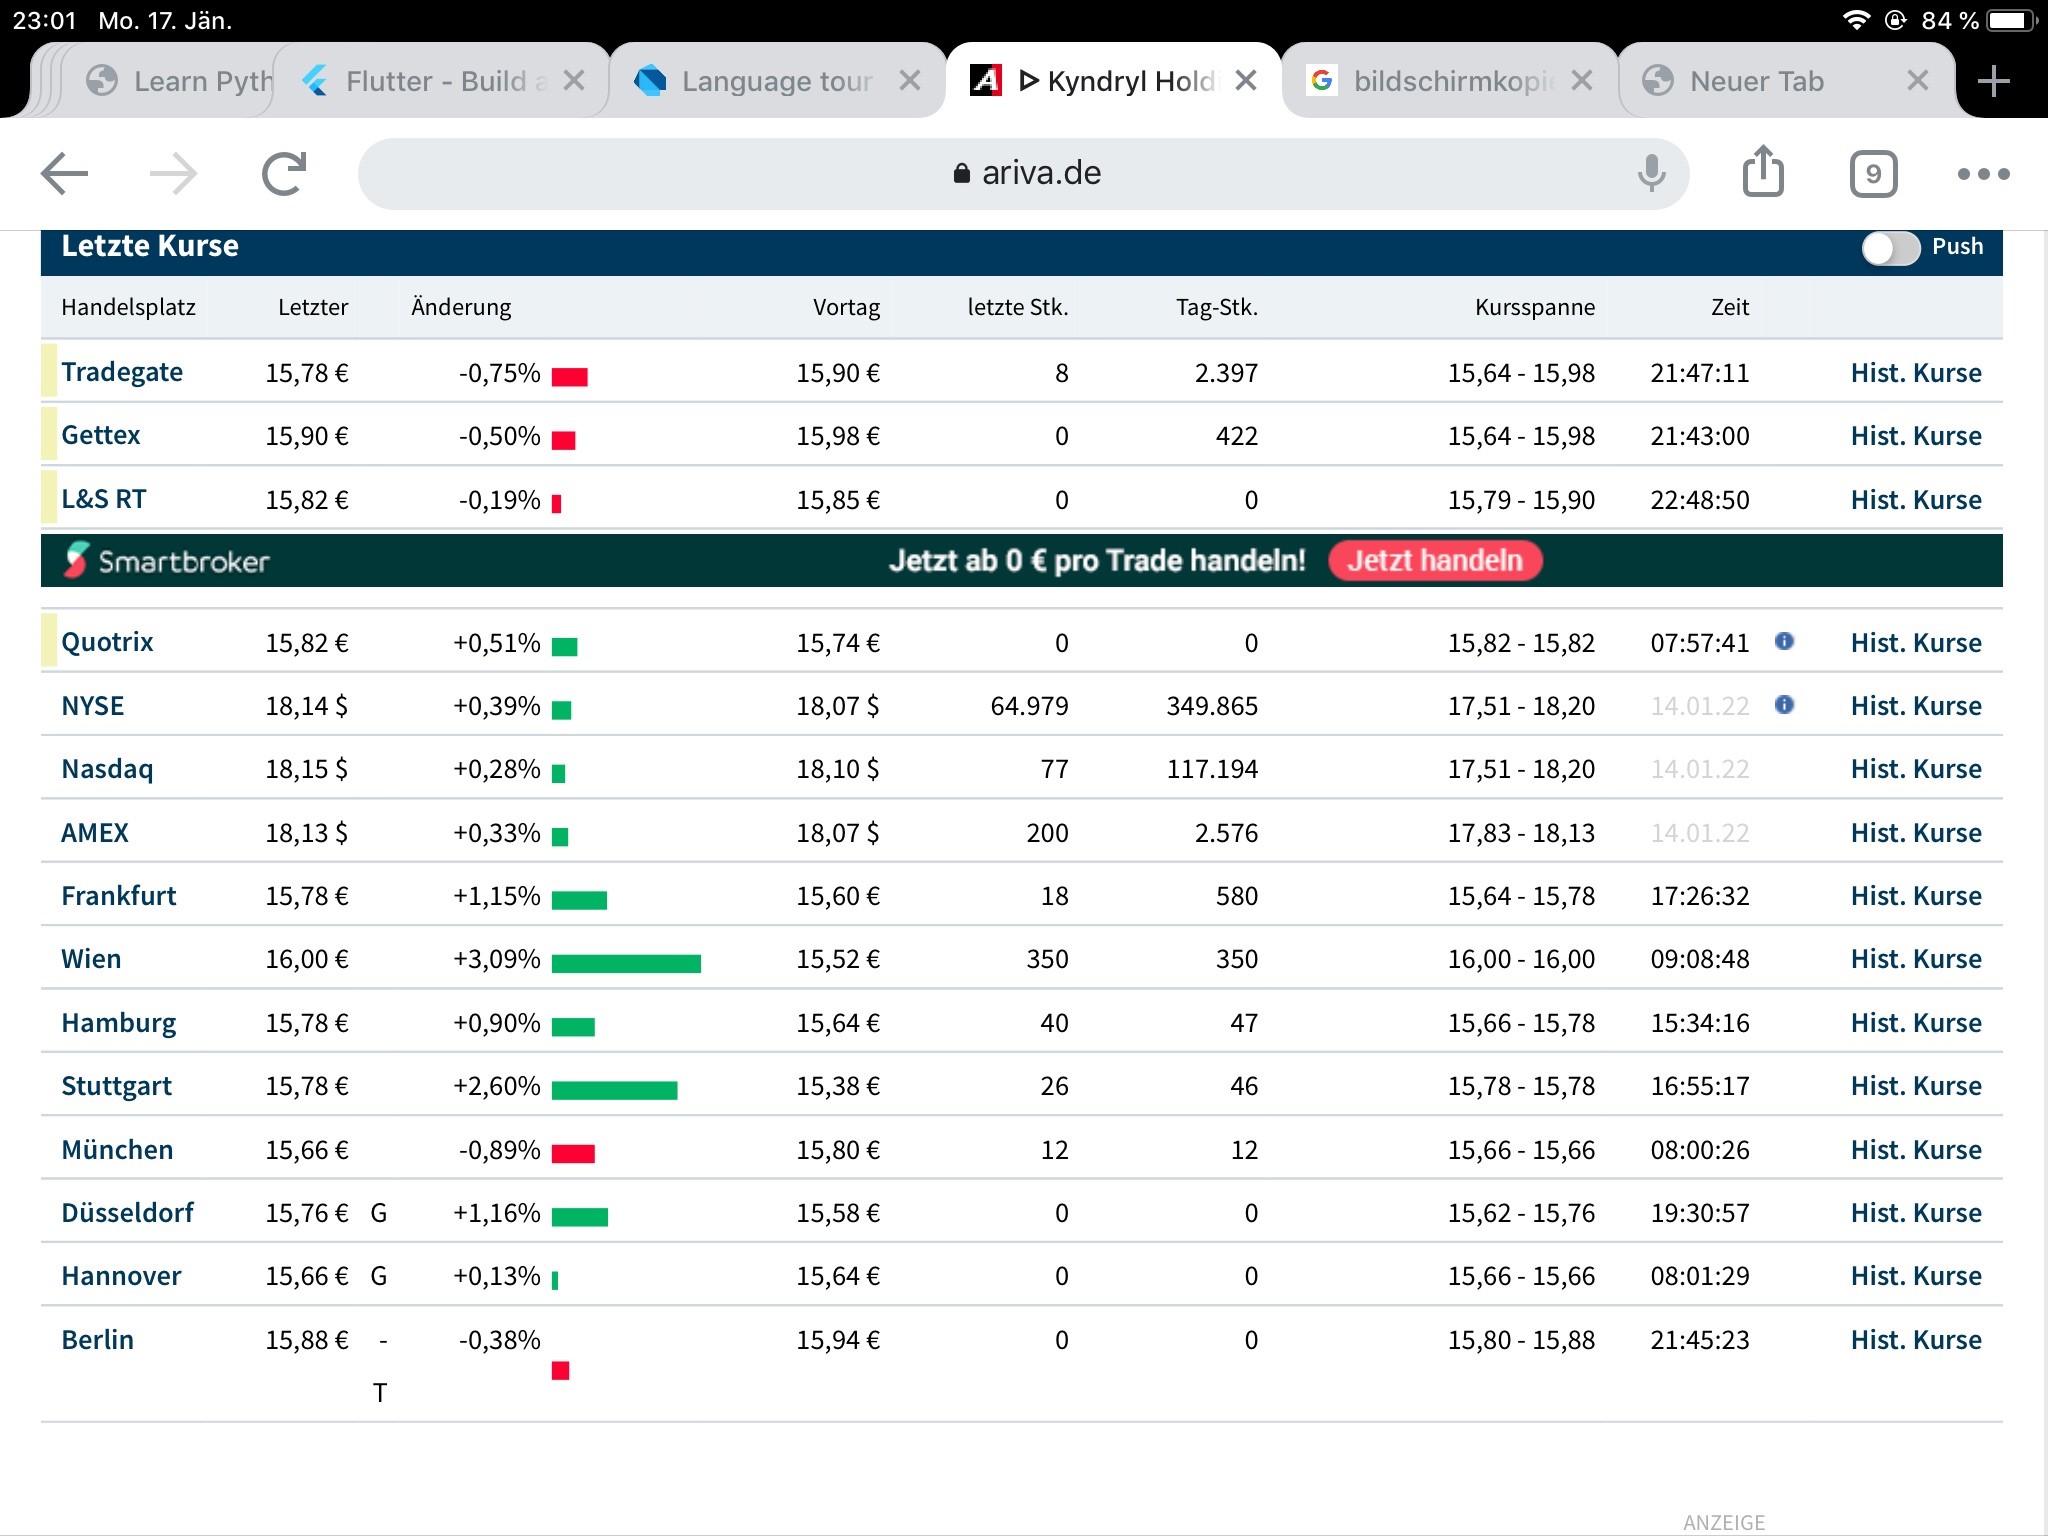 23:01 Mo. 17. Jän. 84 %
Learn Pyth Flutter - Build a Language tour ᐅ Kyndryl Holdi bildschirmkopie Neuer Tab
ariva.de 9
Letzte Kurse Push
Handelsplatz Letzter Änderung Vortag letzte Stk. Tag-Stk. Kursspanne Zeit
Tradegate 15,78 € -0,75% 15,90 € 8 2.397 15,64 - 15,98 21:47:11 Hist. Kurse
Gettex 15,90 € -0,50% 15,98 € 0 422 15,64 - 15,98 21:43:00 Hist. Kurse
L&S RT 15,82 € -0,19% 15,85 € 0 0 15,79 - 15,90 22:48:50 Hist. Kurse
Smartbroker Jetzt ab 0 € pro Trade handeln! Jetzt handeln
Quotrix 15,82 € +0,51% 15,74 € 0 0 15,82 - 15,82 07:57:41 i Hist. Kurse
NYSE 18,14 $ +0,39% 18,07 $ 64.979 349.865 17,51 - 18,20 14.01.22 i Hist. Kurse
Nasdaq 18,15 $ +0,28% 18,10 $ 77 117.194 17,51 - 18,20 14.01.22 Hist. Kurse
AMEX 18,13 $ +0,33% 18,07 $ 200 2.576 17,83 - 18,13 14.01.22 Hist. Kurse
Frankfurt 15,78 € +1,15% 15,60 € 18 580 15,64 - 15,78 17:26:32 Hist. Kurse
Wien 16,00 € +3,09% 15,52 € 350 350 16,00 - 16,00 09:08:48 Hist. Kurse
Hamburg 15,78 € +0,90% 15,64 € 40 47 15,66 - 15,78 15:34:16 Hist. Kurse
Stuttgart 15,78 € +2,60% 15,38 € 26 46 15,78 - 15,78 16:55:17 Hist. Kurse
München 15,66 € -0,89% 15,80 € 12 12 15,66 - 15,66 08:00:26 Hist. Kurse
Düsseldorf 15,76 € G +1,16% 15,58 € 0 0 15,62 - 15,76 19:30:57 Hist. Kurse
Hannover 15,66 € G +0,13% 15,64 € 0 0 15,66 - 15,66 08:01:29 Hist. Kurse
Berlin 15,88 € - -0,38% 15,94 € 0 0 15,80 - 15,88 21:45:23 Hist. Kurse
T
ANZEIGE